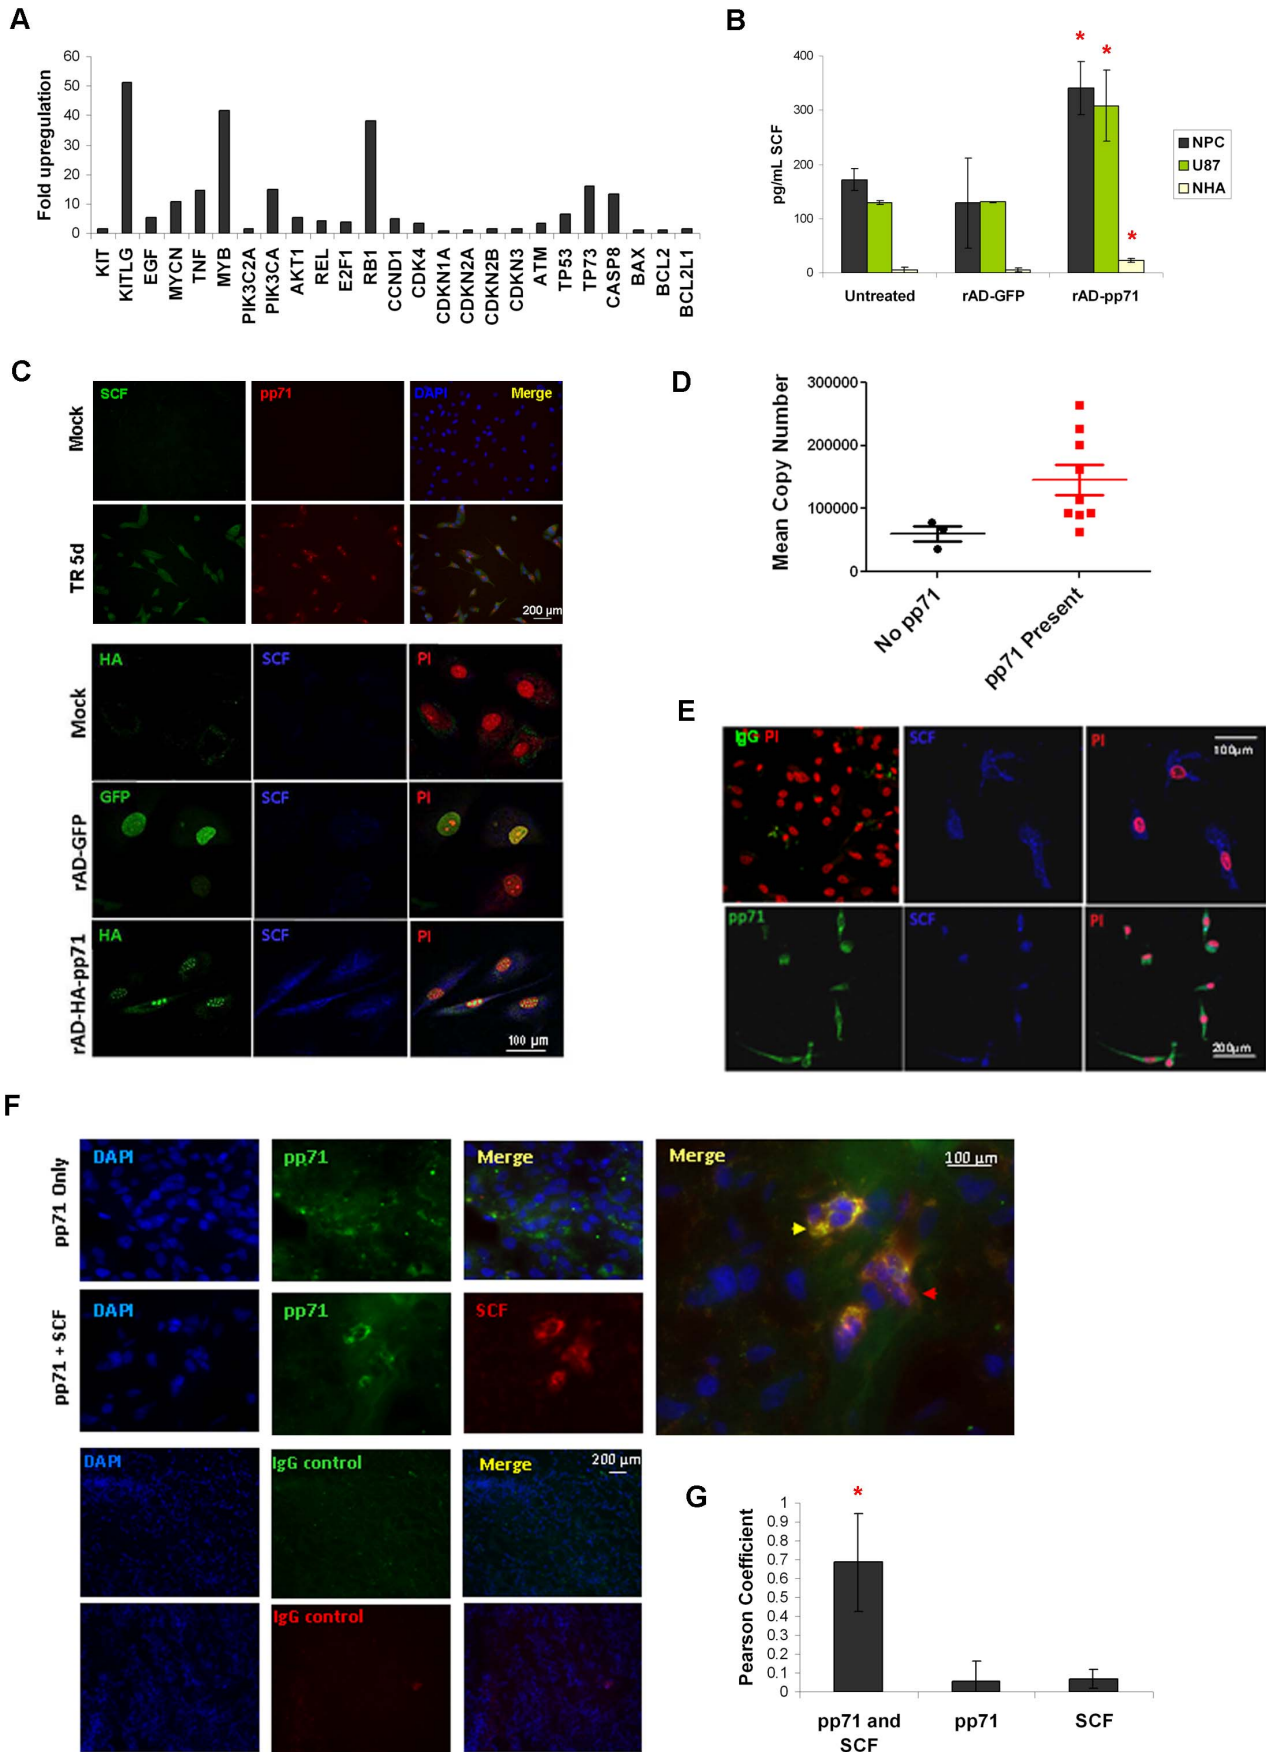 A
Fold upregulation
60
50
40
30
20
10
0
KIT
KITLG
EGF
MYCN
TNF
MYB
PIK3C2A
PIK3CA
AKT1
REL
E2F1
RB1
CCND1
CDK4
CDKN1A
CDKN2A
CDKN2B
CDKN3
ATM
TP53
TP73
CASP8
BAX
BCL2
BCL2L1
B
pg/mL SCF
400
300
200
100
0
* *
*
Untreated
rAD-GFP
rAD-pp71
NPC
U87
NHA
C
Mock
SCF
pp71
DAPI
Merge
TR 5d
200 µm
Mock
HA
SCF
PI
rAD-GFP
GFP
SCF
PI
rAD-HA-pp71
HA
SCF
PI
100 µm
D
Mean Copy Number
300000
200000
100000
0
No pp71
pp71 Present
E
IgG PI
SCF
PI
100µm
pp71
SCF
PI
200µm
F
pp71 Only
DAPI
pp71
Merge
Merge
100 µm
pp71 + SCF
DAPI
pp71
SCF
DAPI
IgG control
Merge
200 µm
IgG control
G
Pearson Coefficient
1
0.9
0.8
0.7
0.6
0.5
0.4
0.3
0.2
0.1
0
*
pp71 and SCF
pp71
SCF